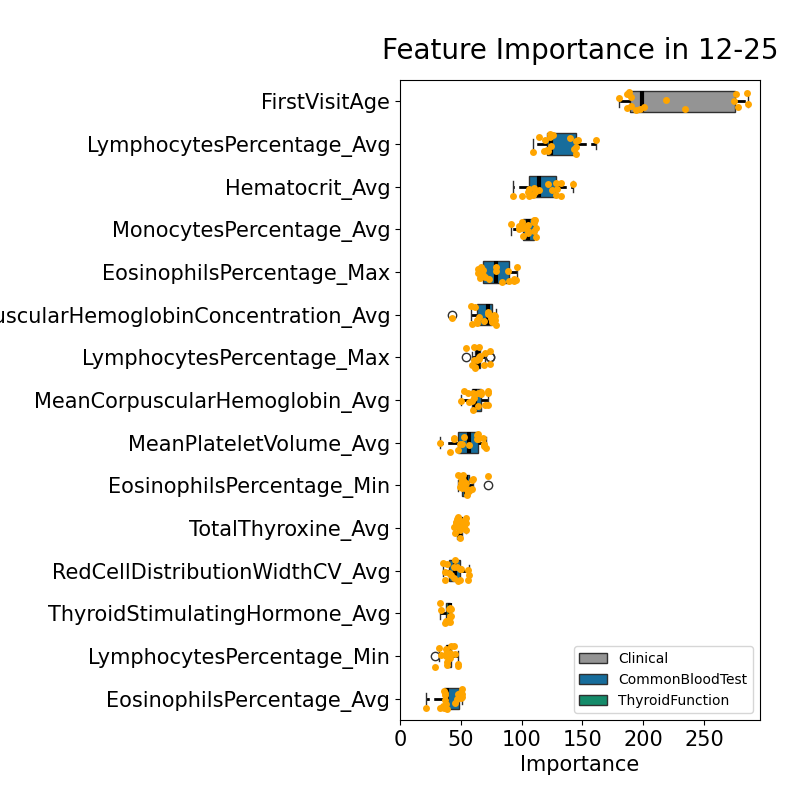 Feature Importance in 12-25
FirstVisitAge
LymphocytesPercentage_Avg
Hematocrit_Avg
MonocytesPercentage_Avg
EosinophilsPercentage_Max
uscularHemoglobinConcentration_Avg
LymphocytesPercentage_Max
MeanCorpuscularHemoglobin_Avg
MeanPlateletVolume_Avg
EosinophilsPercentage_Min
TotalThyroxine_Avg
RedCellDistributionWidthCV_Avg
ThyroidStimulatingHormone_Avg
LymphocytesPercentage_Min
EosinophilsPercentage_Avg
Clinical
CommonBloodTest
ThyroidFunction
0 50 100 150 200 250
Importance